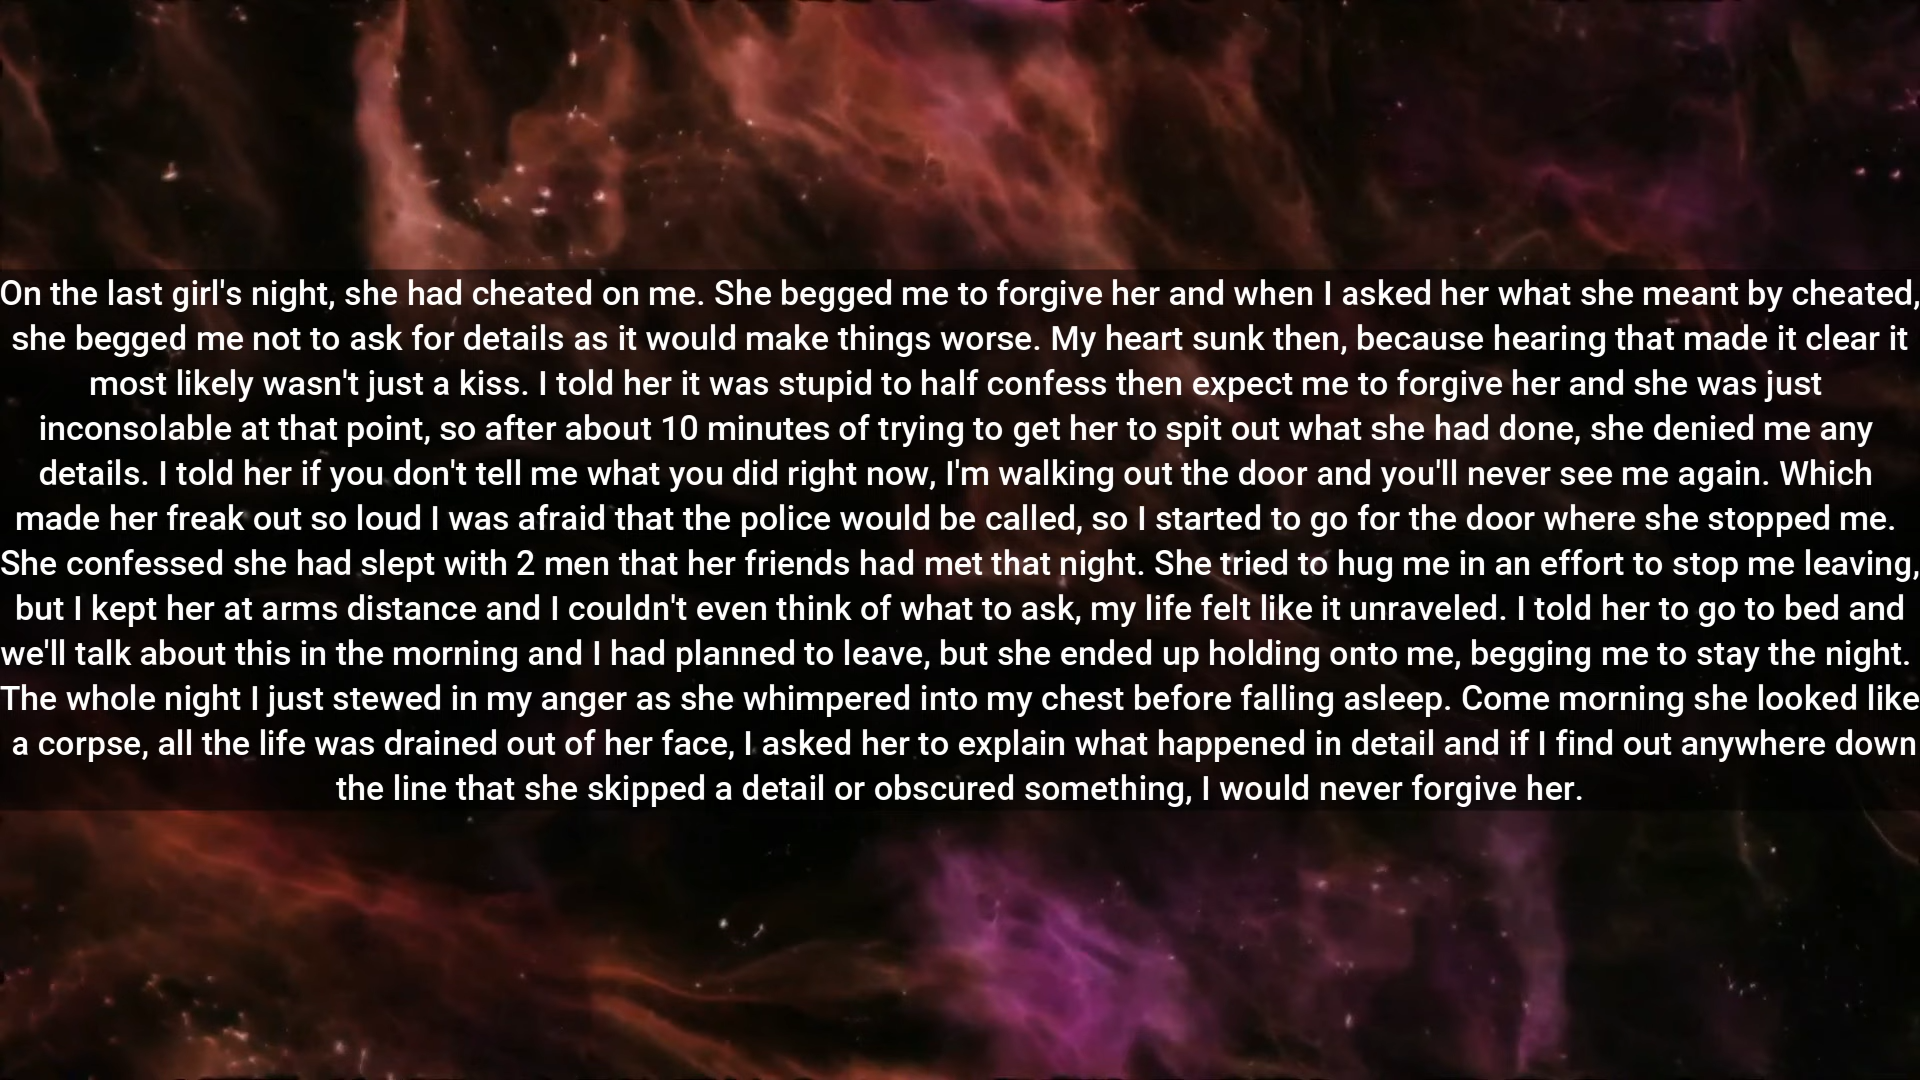 On the last girl's night, she had cheated on me. She begged me to forgive her and when I asked her what she meant by cheated,
she begged me not to ask for details as it would make things worse. My heart sunk then, because hearing that made it clear it
most likely wasn't just a kiss. I told her it was stupid to half confess then expect me to forgive her and she was just
inconsolable at that point, so after about 10 minutes of trying to get her to spit out what she had done, she denied me any
details. I told her if you don't tell me what you did right now, I'm walking out the door and you'll never see me again. Which
made her freak out so loud I was afraid that the police would be called, so I started to go for the door where she stopped me.
She confessed she had slept with 2 men that her friends had met that night. She tried to hug me in an effort to stop me leaving,
but I kept her at arms distance and I couldn't even think of what to ask, my life felt like it unraveled. I told her to go to bed and
we'll talk about this in the morning and I had planned to leave, but she ended up holding onto me, begging me to stay the night.
The whole night I just stewed in my anger as she whimpered into my chest before falling asleep. Come morning she looked like
a corpse, all the life was drained out of her face, I asked her to explain what happened in detail and if I find out anywhere down
the line that she skipped a detail or obscured something, I would never forgive her.